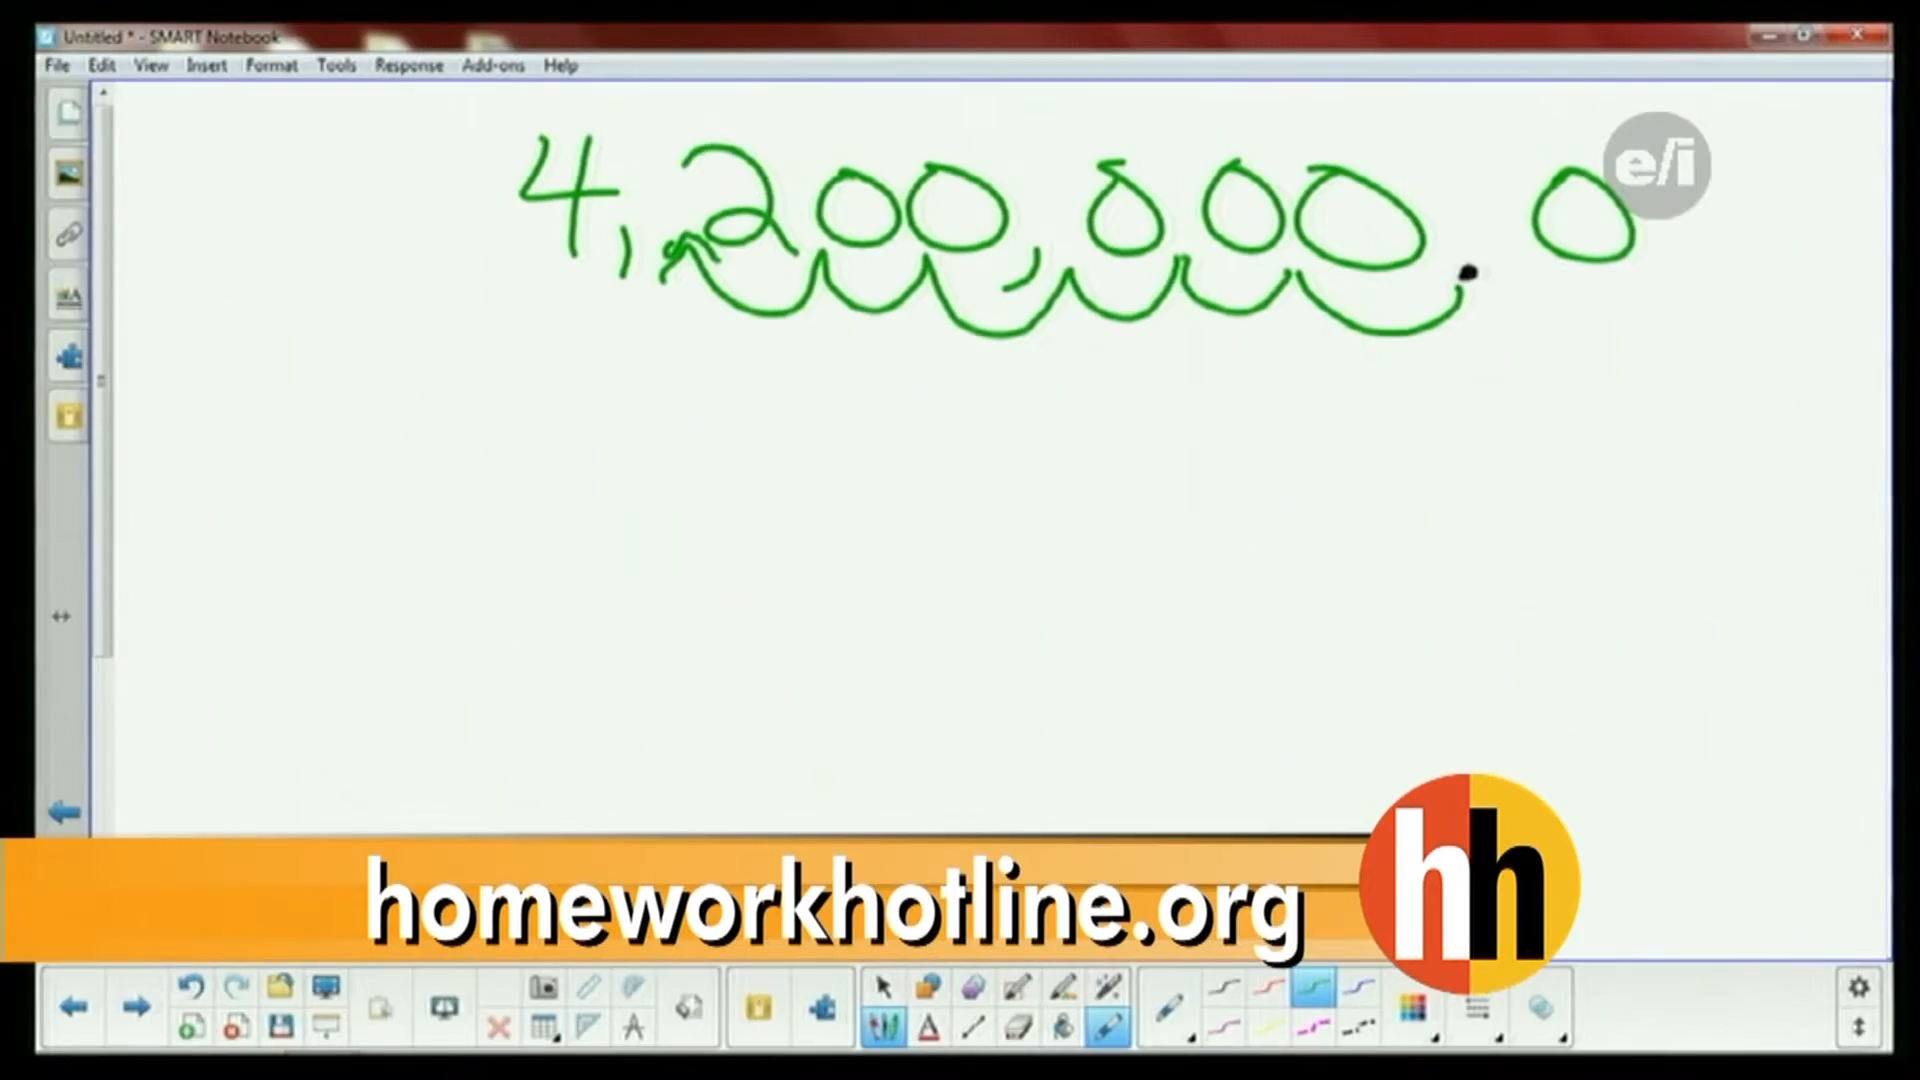 Untitled * - SMART Notebook
File Edit View Insert Format Tools Response Add-ons Help
e/i
4,200,000.0
homeworkhotline.org
hh